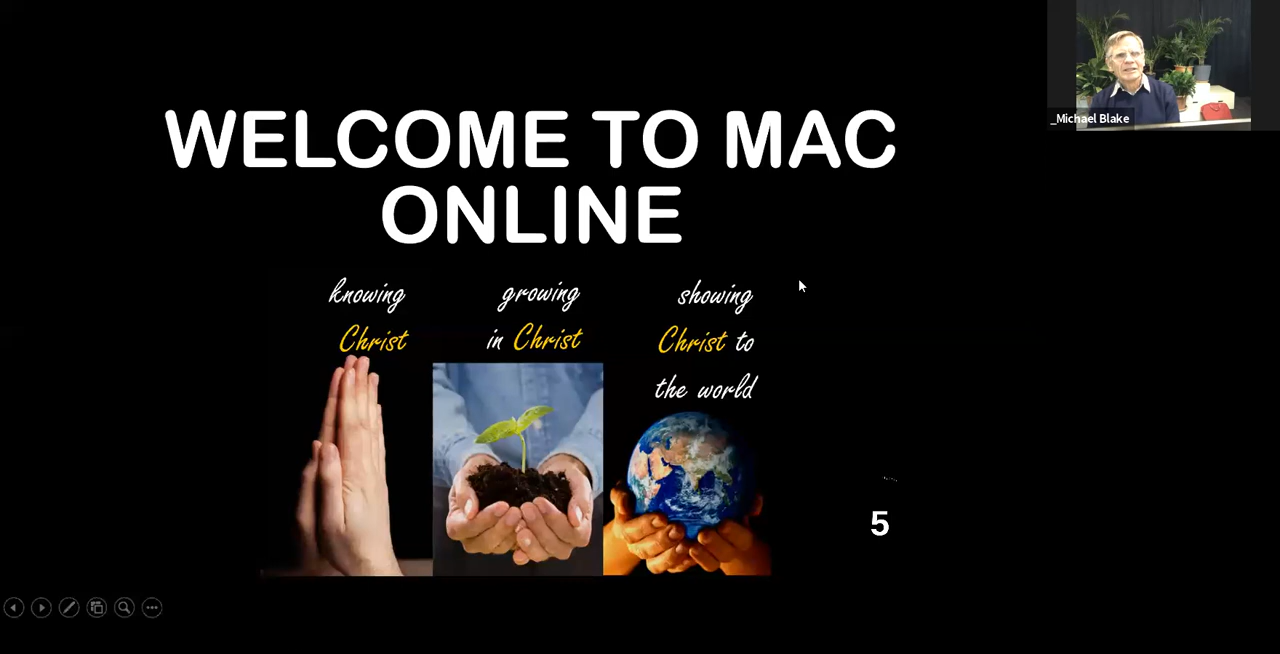 WELCOME TO MAC
ONLINE
knowing
Christ
growing
in Christ
showing
Christ to
the world
5
_Michael Blake